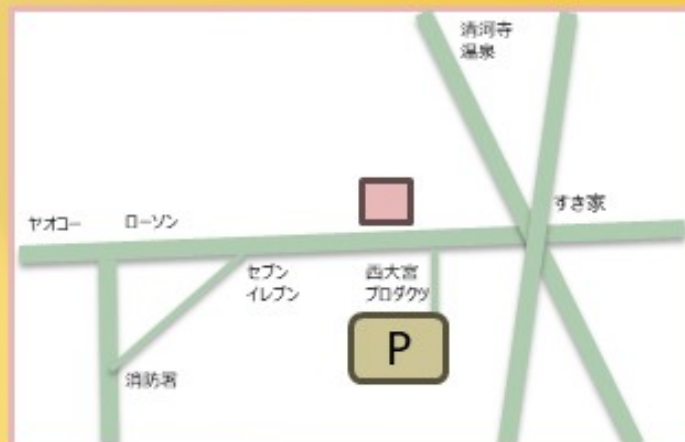 清河寺
温泉
すき家
ヤオコー
ローソン
セブン
イレブン
西大宮
プロダクツ
P
消防署